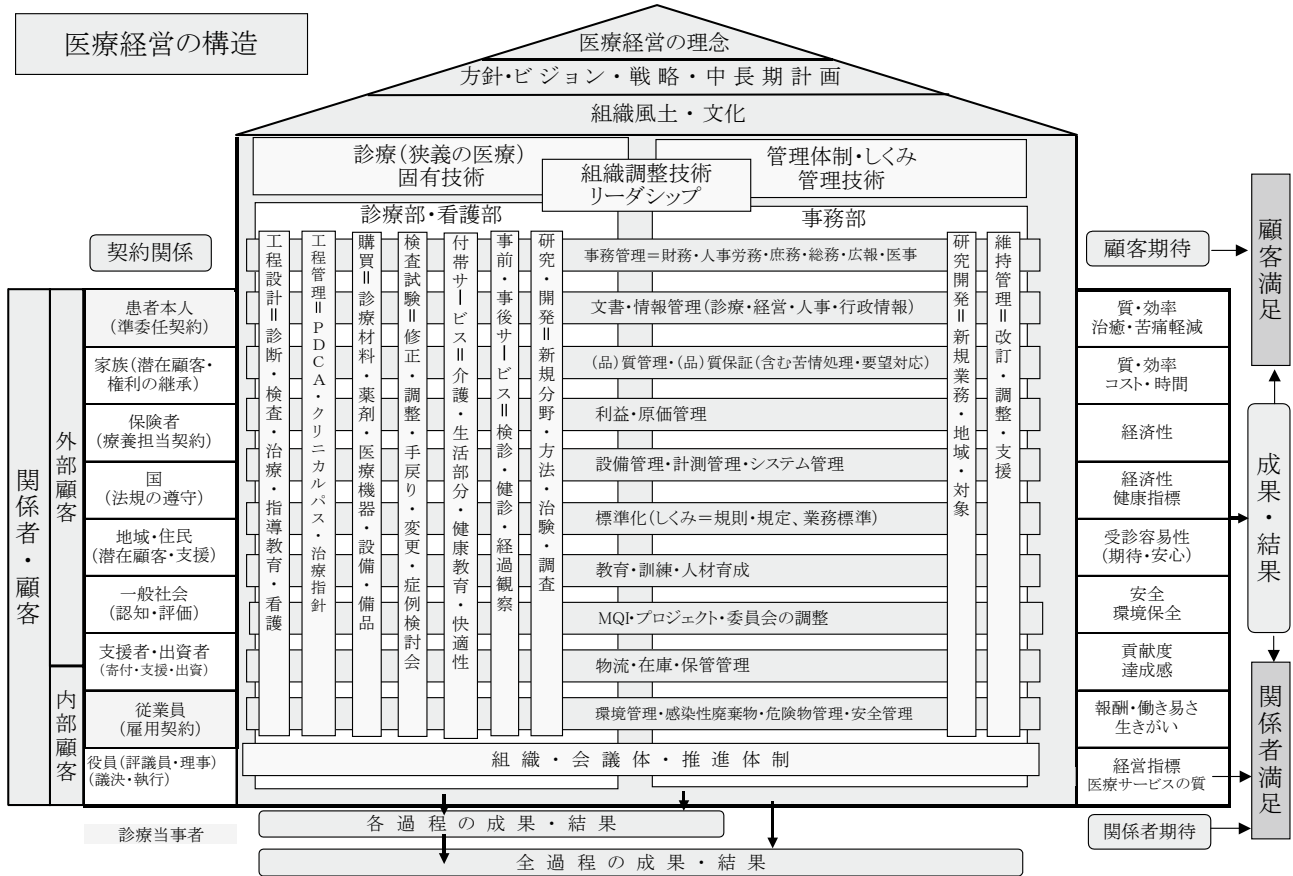 医療経営の構造
医療経営の理念
方針・ビジョン・戦略・中長期計画
組織風土・文化
診療(狭義の医療)
固有技術
組織調整技術
リーダシップ
管理体制・しくみ
管理技術
診療部・看護部
事務部
契約関係
関係者・顧客
外部顧客
内部顧客
患者本人
(準委任契約)
家族(潜在顧客・
権利の継承)
保険者
(療養担当契約)
国
(法規の遵守)
地域・住民
(潜在顧客・支援)
一般社会
(認知・評価)
支援者・出資者
(寄付・支援・出資)
従業員
(雇用契約)
役員(評議員・理事)
(議決・執行)
診療当事者
工程設計＝診断・検査・治療・指導教育・看護
工程管理＝PDCA・クリニカルパス・治療指針
購買＝診療材料・薬剤・医療機器・設備・備品
検査試験＝修正・調整・手戻り・変更・症例検討会
付帯サービス＝介護・生活部分・健康教育・快適性
事前・事後サービス＝検診・健診・経過観察
研究・開発＝新規分野・方法・治験・調査
事務管理＝財務・人事労務・庶務・総務・広報・医事
文書・情報管理(診療・経営・人事・行政情報)
(品)質管理・(品)質保証(含む苦情処理・要望対応)
利益・原価管理
設備管理・計測管理・システム管理
標準化(しくみ＝規則・規定、業務標準)
教育・訓練・人材育成
MQI・プロジェクト・委員会の調整
物流・在庫・保管管理
環境管理・感染性廃棄物・危険物管理・安全管理
研究開発＝新規業務・地域・対象
維持管理＝改訂・調整・支援
組織・会議体・推進体制
各過程の成果・結果
全過程の成果・結果
顧客期待
質・効率
治癒・苦痛軽減
質・効率
コスト・時間
経済性
経済性
健康指標
受診容易性
(期待・安心)
安全
環境保全
貢献度
達成感
報酬・働き易さ
生きがい
経営指標
医療サービスの質
関係者期待
顧客満足
成果・結果
関係者満足